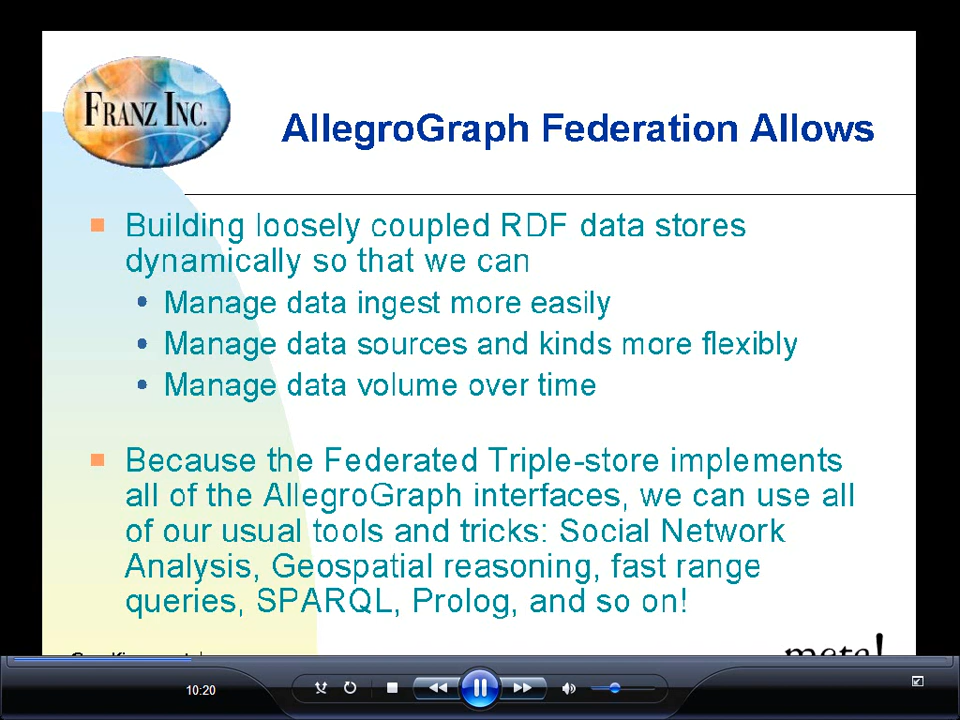 FRANZ INC.
AllegroGraph Federation Allows
Building loosely coupled RDF data stores
dynamically so that we can
Manage data ingest more easily
Manage data sources and kinds more flexibly
Manage data volume over time
Because the Federated Triple-store implements
all of the AllegroGraph interfaces, we can use all
of our usual tools and tricks: Social Network
Analysis, Geospatial reasoning, fast range
queries, SPARQL, Prolog, and so on!
meta!
10:20